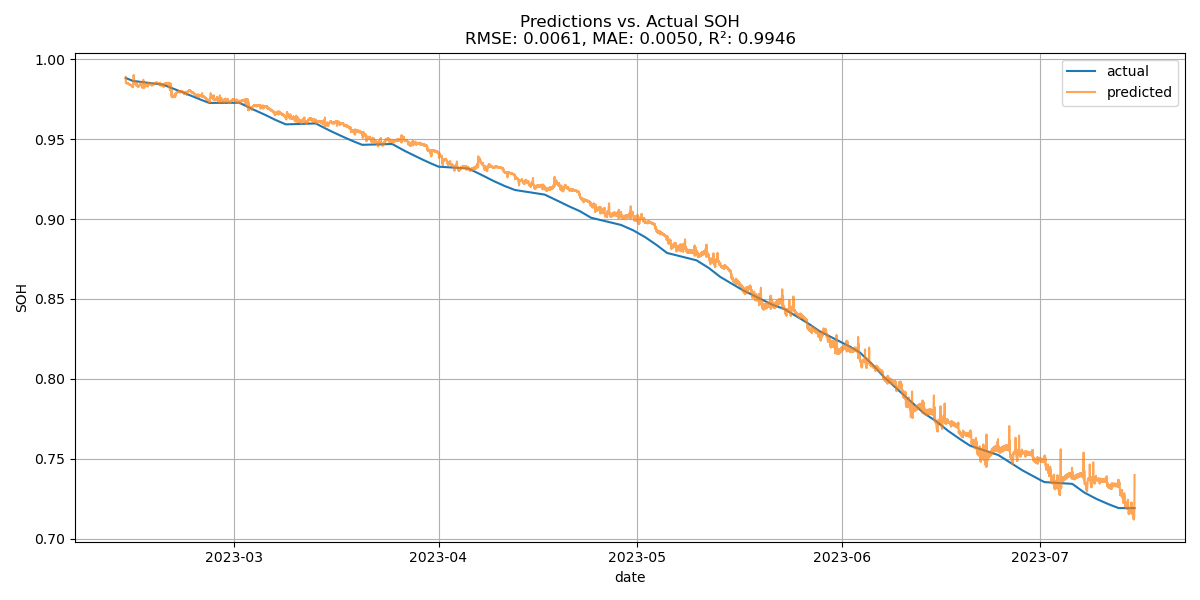 Predictions vs. Actual SOH
RMSE: 0.0061, MAE: 0.0050, R²: 0.9946
actual
predicted
1.00
0.95
0.90
0.85
0.80
0.75
0.70
SOH
2023-03
2023-04
2023-05
2023-06
2023-07
date